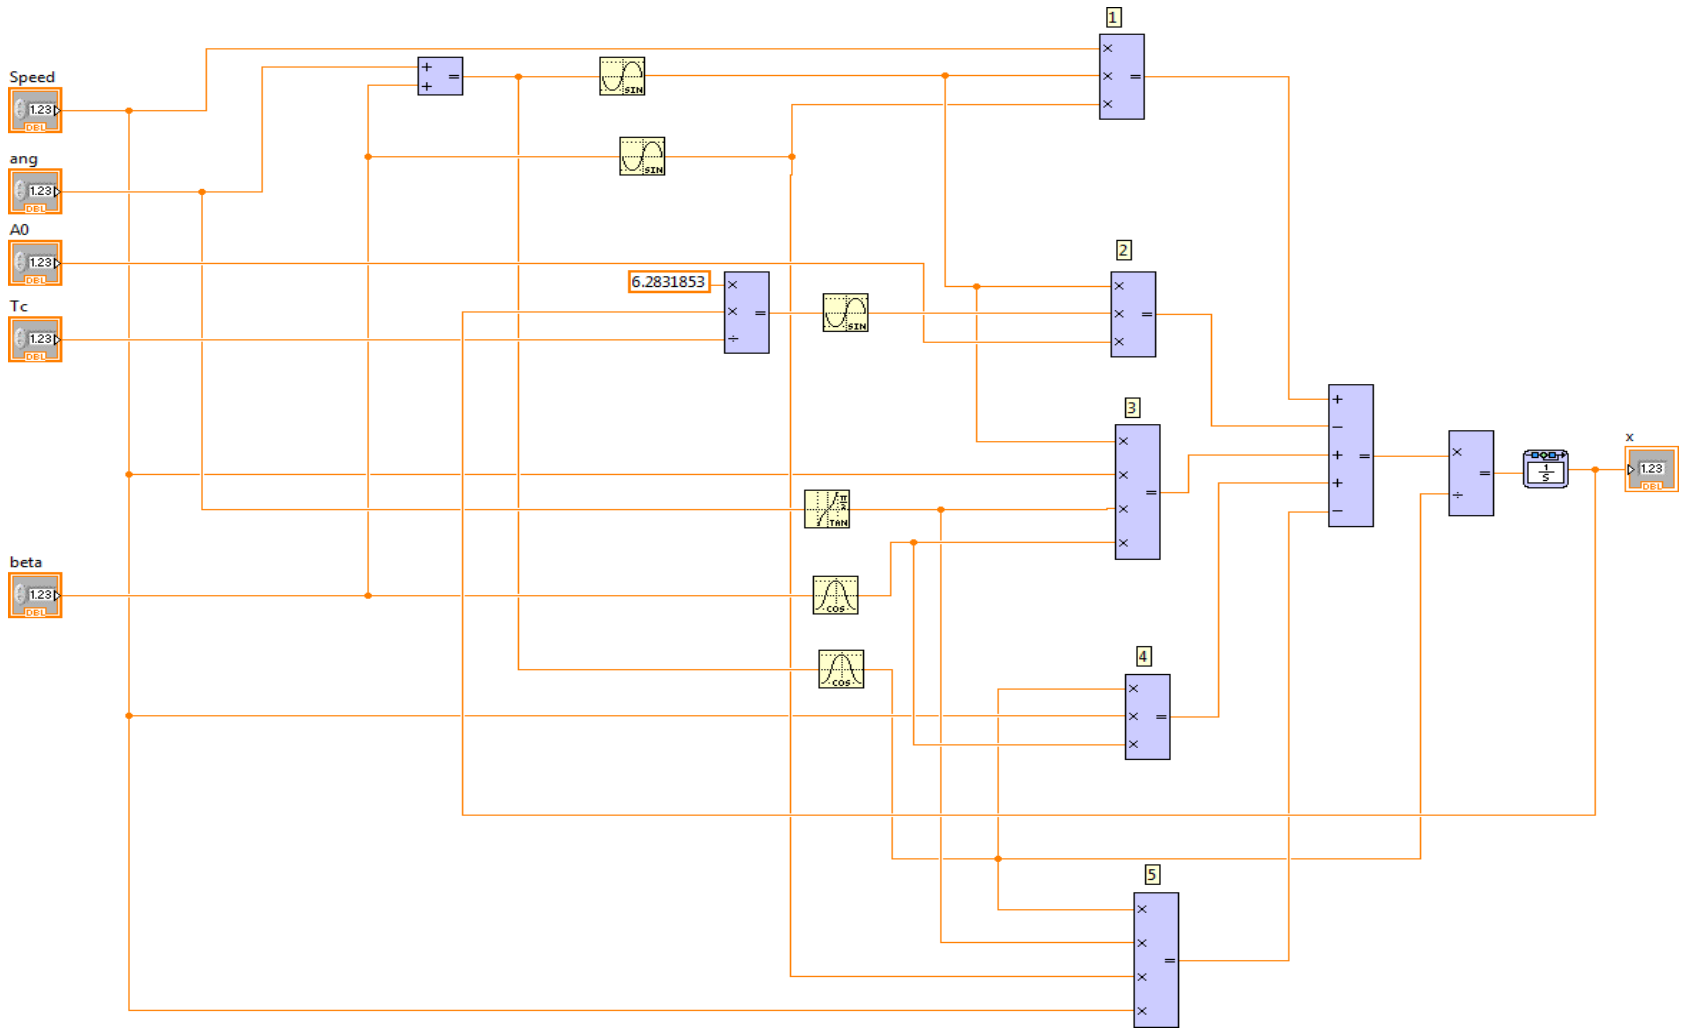 1
Speed
1.23
DBL
+
+
=
SIN
×
×
×
=
ang
1.23
DBL
SIN
A0
1.23
DBL
2
6.2831853
×
×
÷
=
SIN
×
×
×
=
Tc
1.23
DBL
3
×
×
×
×
=
π
2
TAN
+
−
+
+
−
=
×
÷
=
1
S
x
1.23
DBL
beta
1.23
DBL
COS
COS
4
×
×
×
=
5
×
×
×
×
=